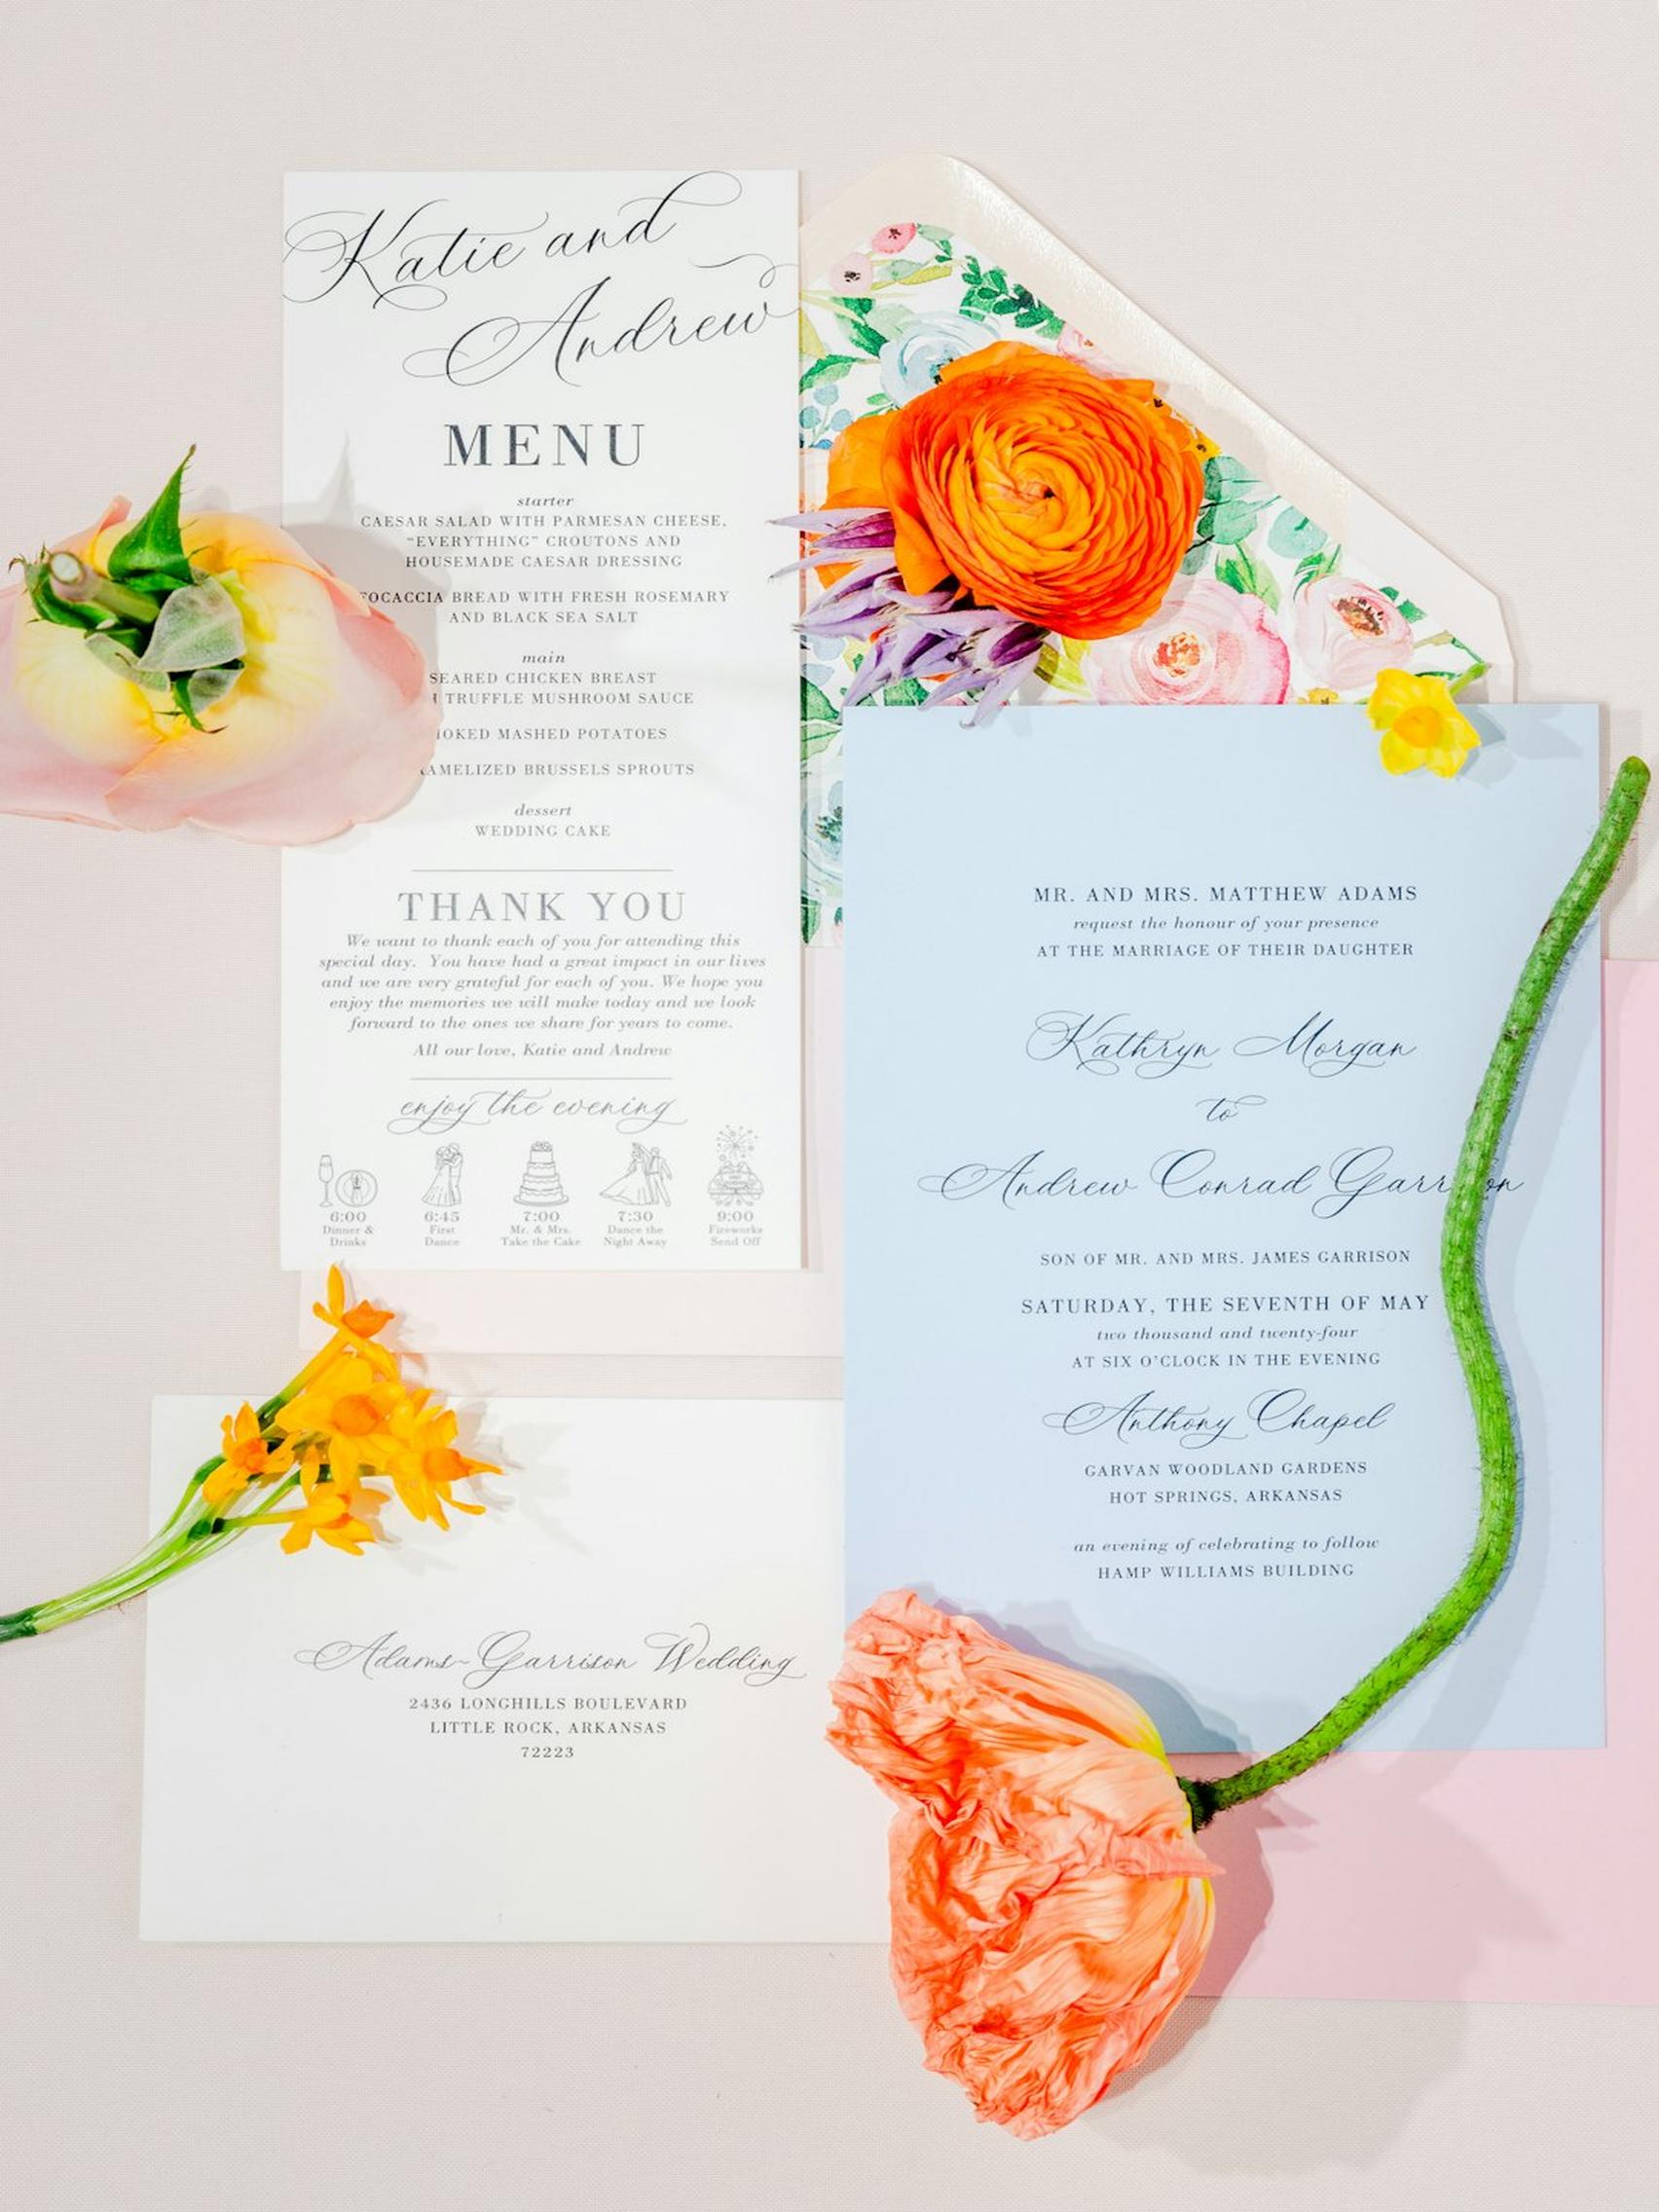 Katie and
Andrew
MENU
starter
CAESAR SALAD WITH PARMESAN CHEESE,
“EVERYTHING” CROUTONS AND
HOUSEMADE CAESAR DRESSING
FOCACCIA BREAD WITH FRESH ROSEMARY
AND BLACK SEA SALT
main
SEARED CHICKEN BREAST
TRUFFLE MUSHROOM SAUCE
MASHED POTATOES
BRUSSELS SPROUTS
dessert
WEDDING CAKE
THANK YOU
We want to thank each of you for attending this
special day. You have had a great impact in our lives
and we are very grateful for each of you. We hope you
enjoy the memories we will make today and we look
forward to the ones we share for years to come.
All our love, Katie and Andrew
enjoy the evening
6:00
Dinner &
Drinks
6:45
First
Dance
7:00
Mr. & Mrs.
Take the Cake
7:30
Dance the
Night Away
9:00
Fireworks
Send Off
MR. AND MRS. MATTHEW ADAMS
request the honour of your presence
AT THE MARRIAGE OF THEIR DAUGHTER
Kathryn Morgan
to
Andrew Conrad Garrison
SON OF MR. AND MRS. JAMES GARRISON
SATURDAY, THE SEVENTH OF MAY
two thousand and twenty-four
AT SIX O’CLOCK IN THE EVENING
Anthony Chapel
GARVAN WOODLAND GARDENS
HOT SPRINGS, ARKANSAS
an evening of celebrating to follow
HAMP WILLIAMS BUILDING
Adams-Garrison Wedding
2436 LONGHILLS BOULEVARD
LITTLE ROCK, ARKANSAS
72223